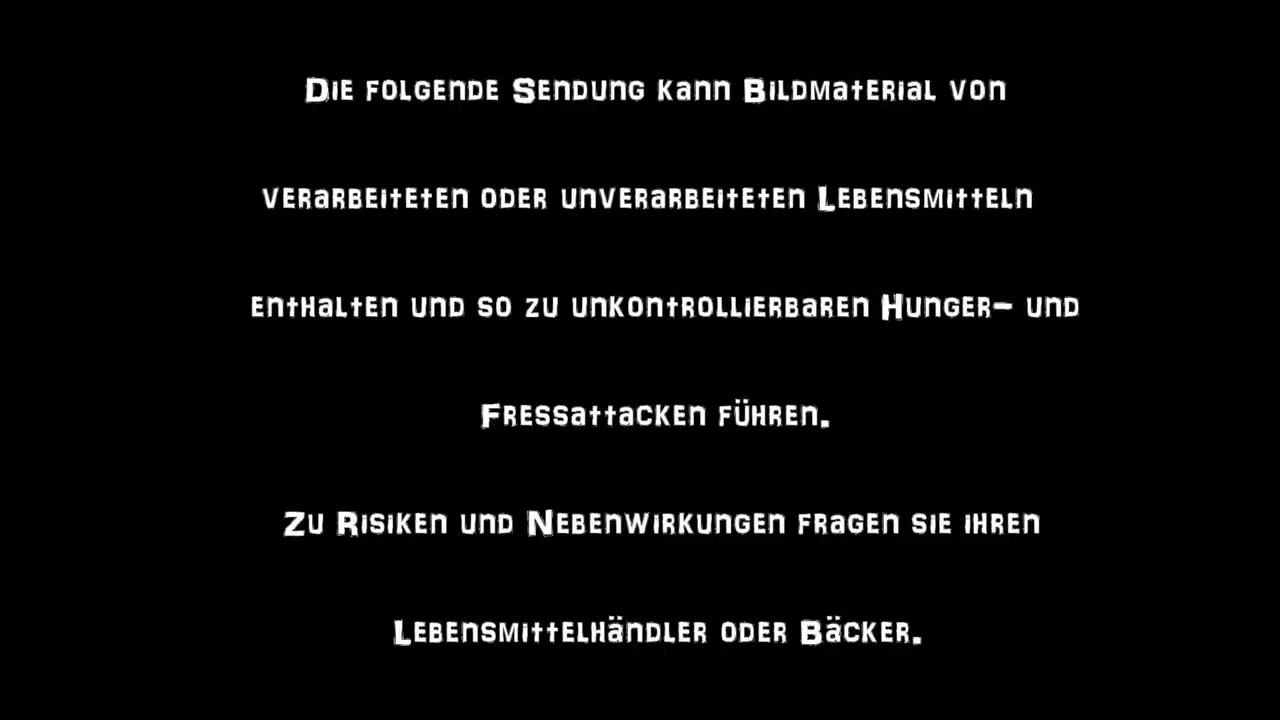 Die folgende Sendung kann Bildmaterial von
verarbeiteten oder unverarbeiteten Lebensmitteln
enthalten und so zu unkontrollierbaren Hunger- und
Fressattacken führen.
Zu Risiken und Nebenwirkungen fragen sie ihren
Lebensmittelhändler oder Bäcker.